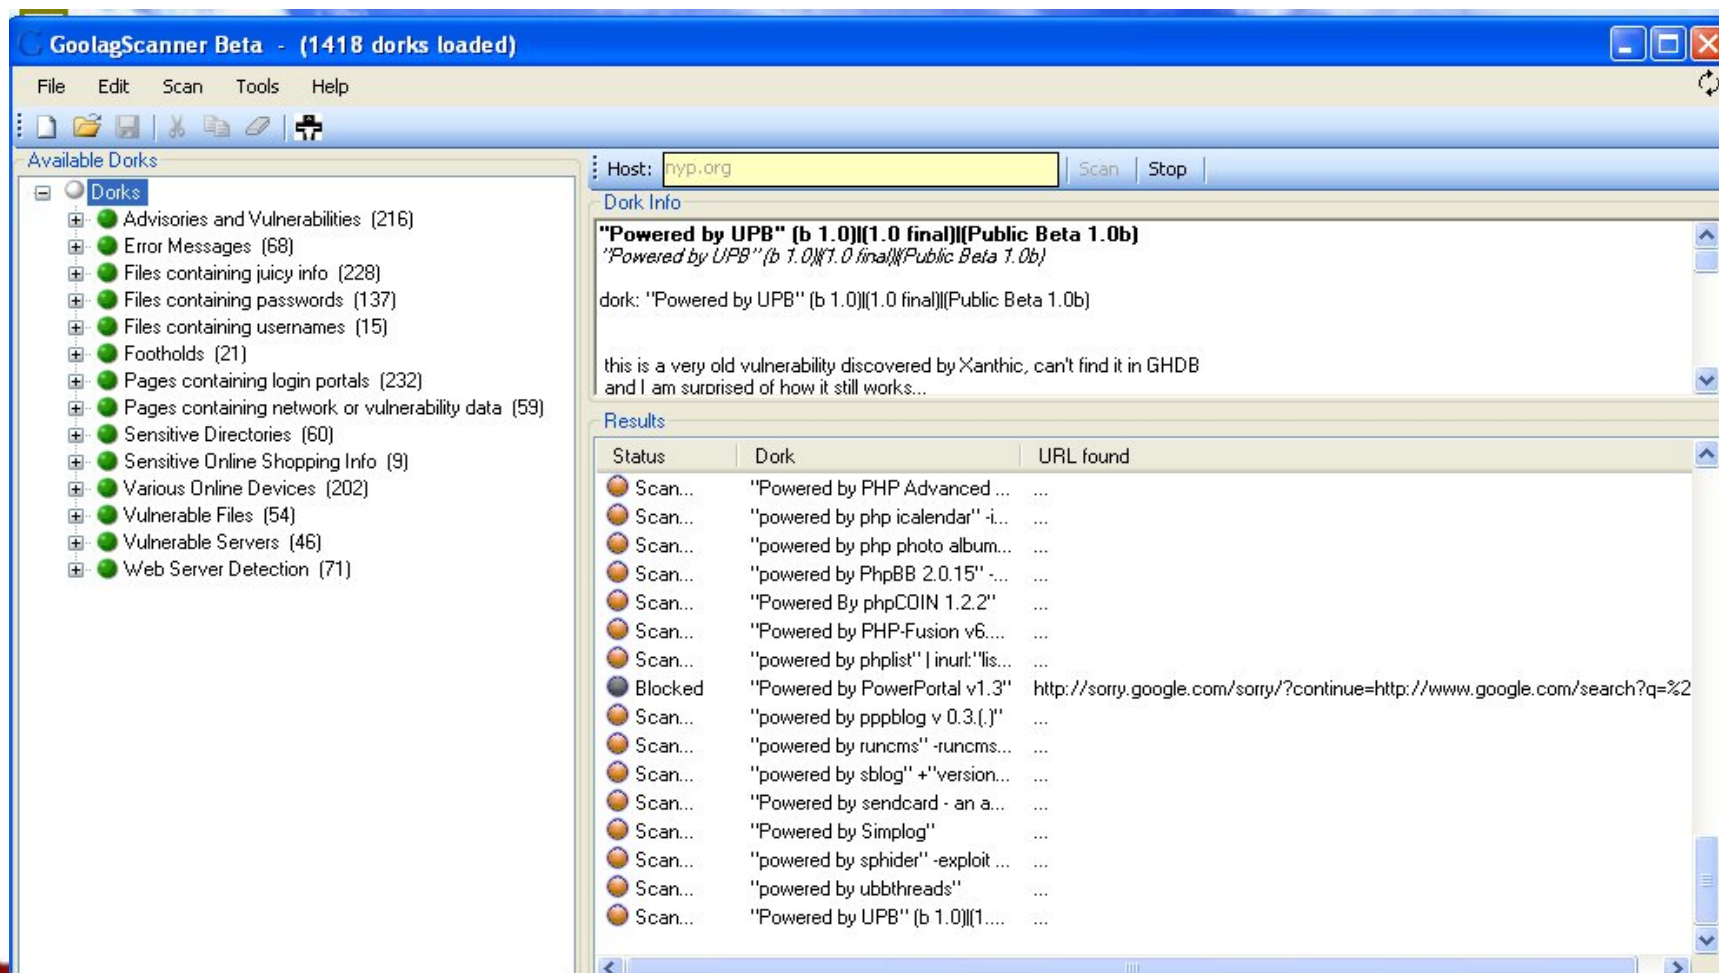 GoolagScanner Beta - (1418 dorks loaded)
File Edit Scan Tools Help
Available Dorks
Dorks
Advisories and Vulnerabilities (216)
Error Messages (68)
Files containing juicy info (228)
Files containing passwords (137)
Files containing usernames (15)
Footholds (21)
Pages containing login portals (232)
Pages containing network or vulnerability data (59)
Sensitive Directories (60)
Sensitive Online Shopping Info (9)
Various Online Devices (202)
Vulnerable Files (54)
Vulnerable Servers (46)
Web Server Detection (71)
Host: nyp.org Scan Stop
Dork Info
"Powered by UPB" (b 1.0)|(1.0 final)|(Public Beta 1.0b)
"Powered by UPB" (b 1.0)|(1.0 final)|(Public Beta 1.0b)
dork: "Powered by UPB" (b 1.0)|(1.0 final)|(Public Beta 1.0b)
this is a very old vulnerability discovered by Xanthic, can't find it in GHDB
and I am surprised of how it still works...
Results
Status Dork URL found
Scan... "Powered by PHP Advanced ... ...
Scan... "powered by php icalendar" -i... ...
Scan... "powered by php photo album... ...
Scan... "powered by PhpBB 2.0.15" -... ...
Scan... "Powered By phpCOIN 1.2.2" ...
Scan... "Powered by PHP-Fusion v6.... ...
Scan... "powered by phplist" | inurl:"lis... ...
Blocked "Powered by PowerPortal v1.3" http://sorry.google.com/sorry/?continue=http://www.google.com/search?q=%2
Scan... "powered by pppblog v 0.3.(.)" ...
Scan... "powered by runcms" -runcms... ...
Scan... "powered by sblog" +"version... ...
Scan... "Powered by sendcard - an a... ...
Scan... "Powered by Simplog" ...
Scan... "powered by sphider" -exploit ... ...
Scan... "powered by ubbthreads" ...
Scan... "Powered by UPB" (b 1.0)|(1.... ...